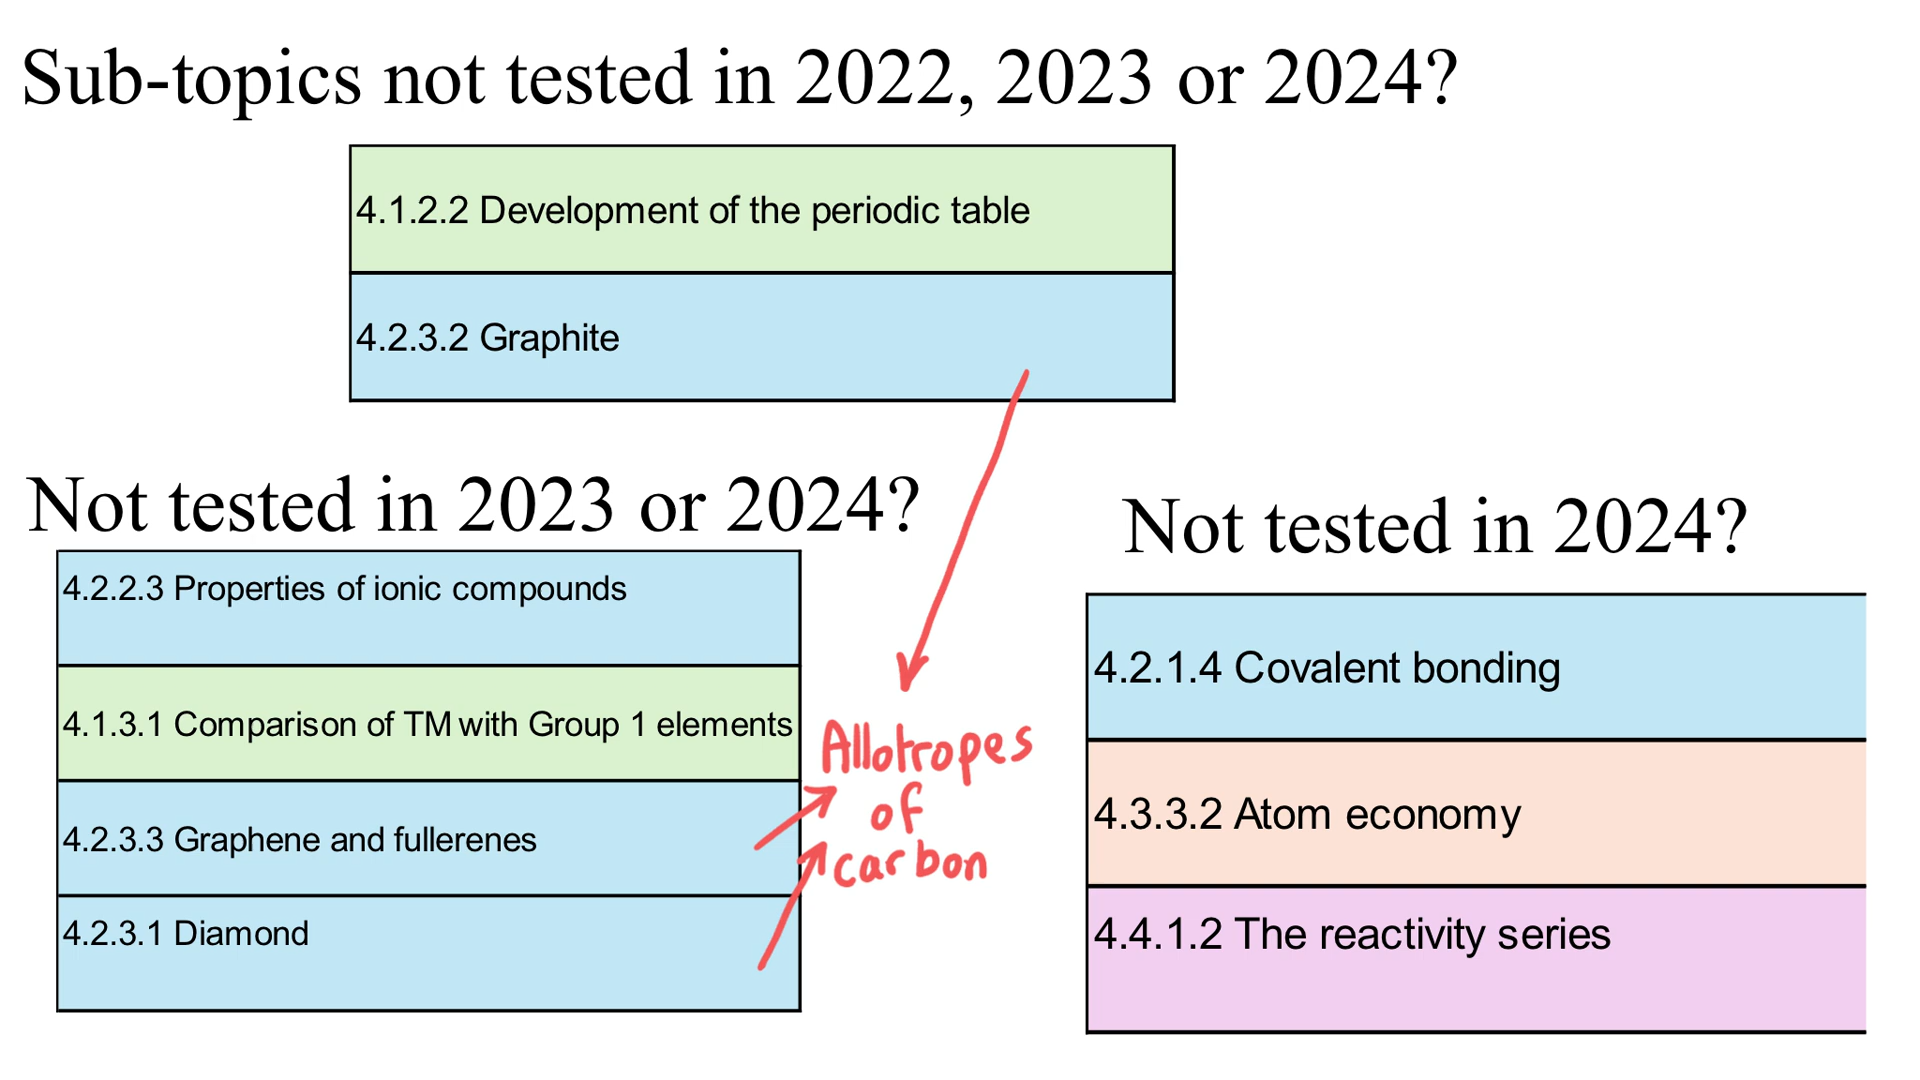 Sub-topics not tested in 2022, 2023 or 2024?
4.1.2.2 Development of the periodic table
4.2.3.2 Graphite
Not tested in 2023 or 2024?
4.2.2.3 Properties of ionic compounds
4.1.3.1 Comparison of TM with Group 1 elements
4.2.3.3 Graphene and fullerenes
4.2.3.1 Diamond
Allotropes
of
carbon
Not tested in 2024?
4.2.1.4 Covalent bonding
4.3.3.2 Atom economy
4.4.1.2 The reactivity series